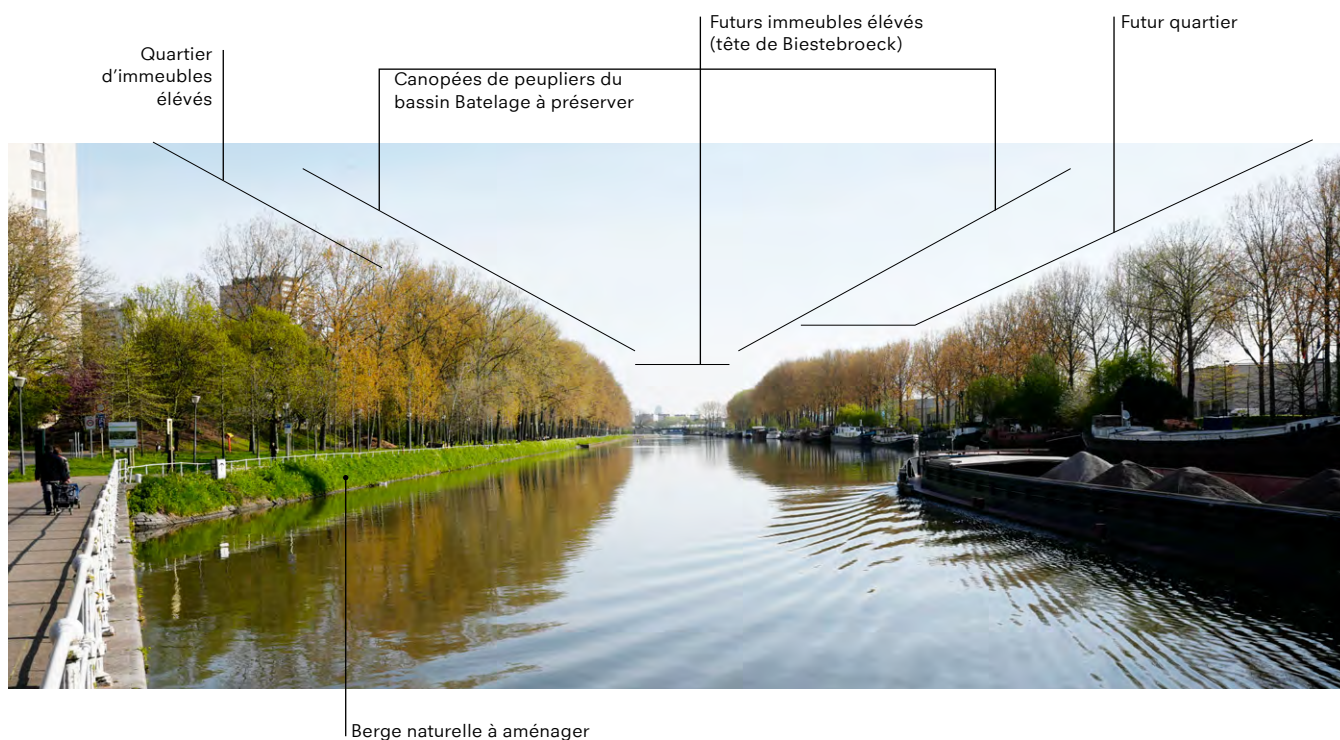 Quartier
d'immeubles
élévés
Canopées de peupliers du
bassin Batelage à préserver
Futurs immeubles élévés
(tête de Biestebroeck)
Futur quartier
Berge naturelle à aménager